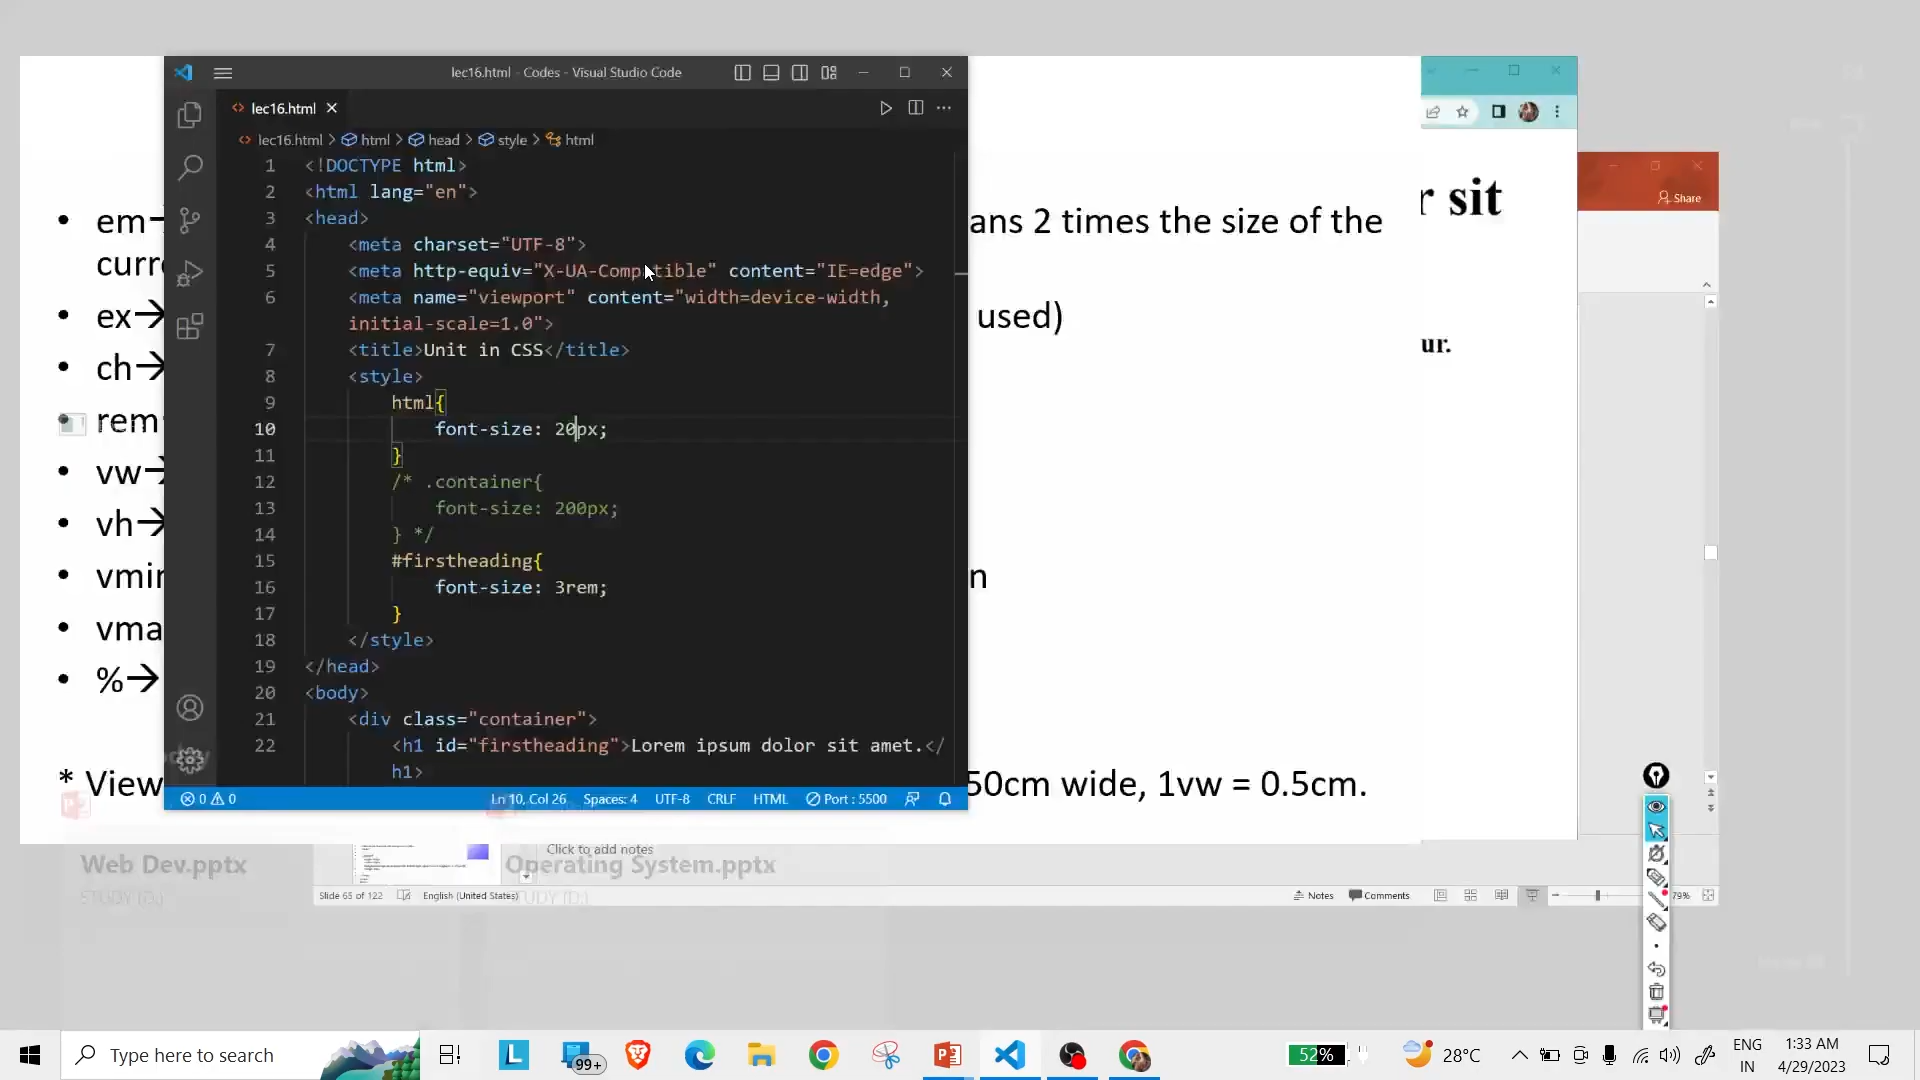 lec16.html - Codes - Visual Studio Code
lec16.html
lec16.html > html > head > style > html
1 <!DOCTYPE html>
2 <html lang="en">
3 <head>
4 <meta charset="UTF-8">
5 <meta http-equiv="X-UA-Compatible" content="IE=edge">
6 <meta name="viewport" content="width=device-width,
initial-scale=1.0">
7 <title>Unit in CSS</title>
8 <style>
9 html{
10 font-size: 20px;
11 }
12 /* .container{
13 font-size: 200px;
14 } */
15 #firstheading{
16 font-size: 3rem;
17 }
18 </style>
19 </head>
20 <body>
21 <div class="container">
22 <h1 id="firstheading">Lorem ipsum dolor sit amet.</
h1>
0 0 Ln 10, Col 26 Spaces: 4 UTF-8 CRLF HTML Port : 5500
• em→
ans 2 times the size of the
curre
• ex→
used)
• ch→
rem
• vw→
• vh→
• vmin
n
• vma
• %→
* View
50cm wide, 1vw = 0.5cm.
r sit
ur.
Share
Click to add notes
Web Dev.pptx
Operating System.pptx
STUDY (D:)
STUDY (D:)
Slide 65 of 122 English (United States) Notes Comments 79%
Type here to search
99+
52%
28°C
ENG
IN
1:33 AM
4/29/2023